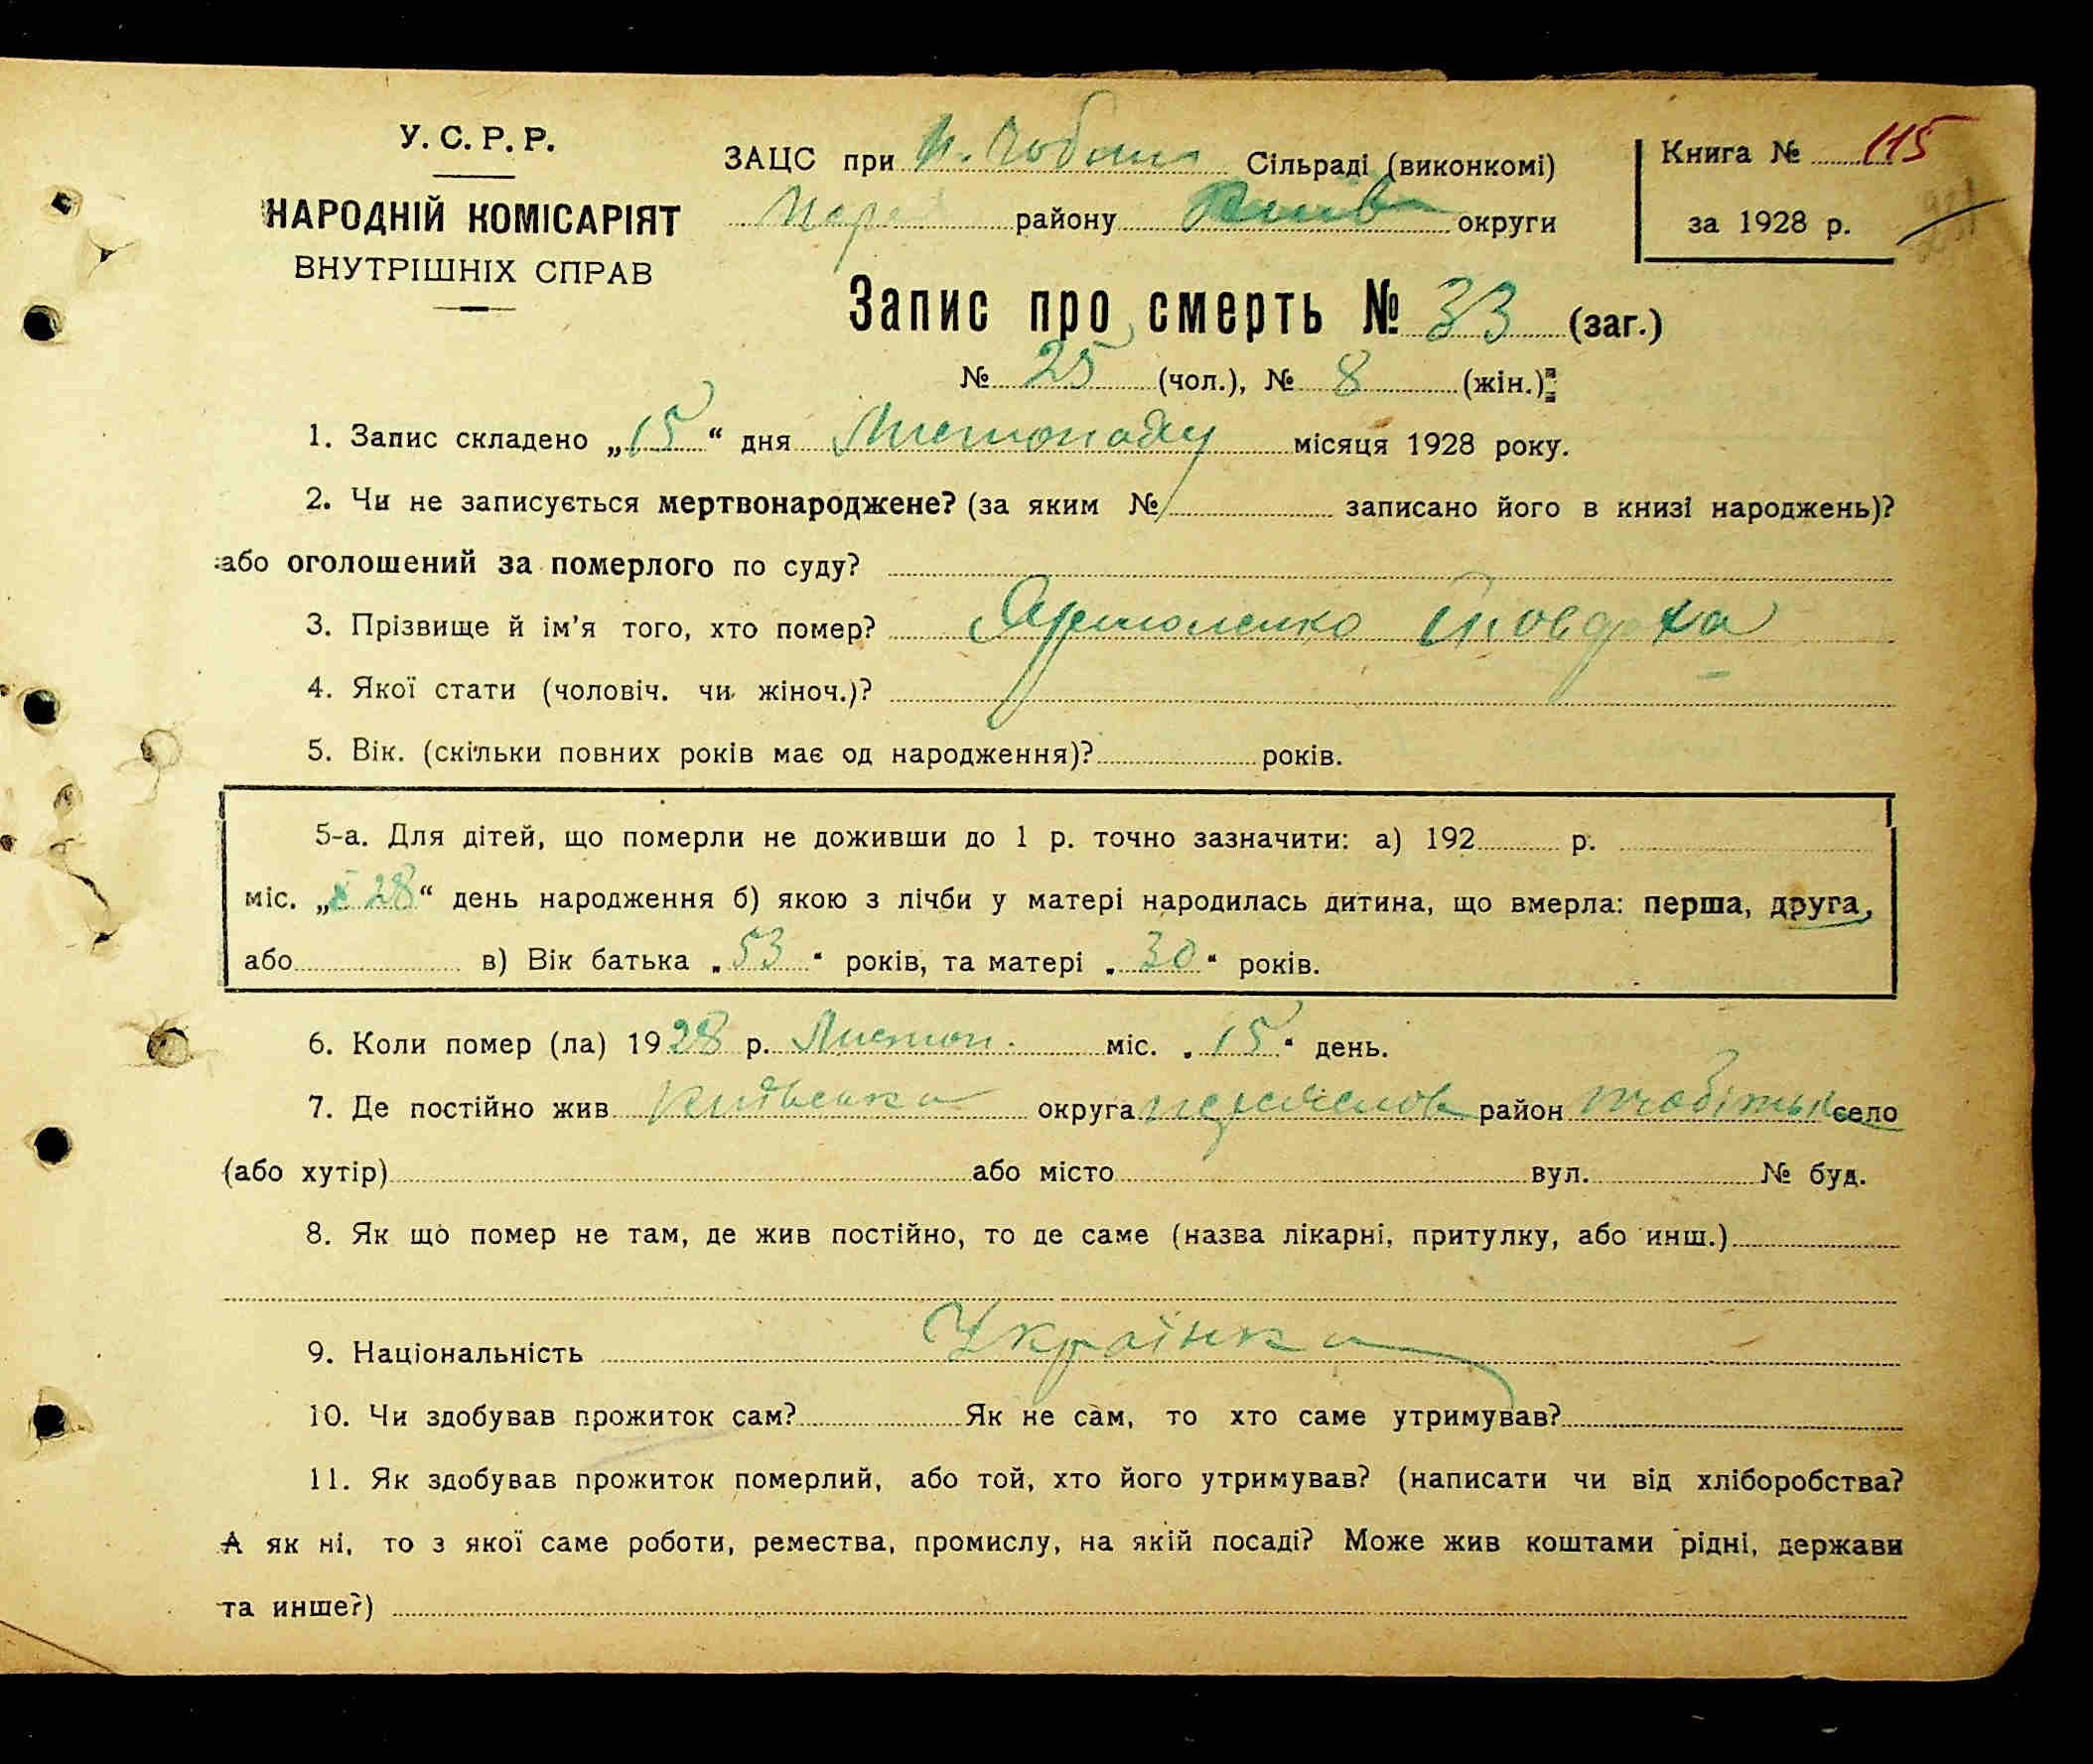 У. С. Р. Р.
НАРОДНІЙ КОМІСАРІЯТ
ВНУТРІШНІХ СПРАВ
ЗАЦС при Сільраді (виконкомі)
району округи
Книга № 115
за 1928 р.
Запис про смерть № 33 (заг.)
№ 25 (чол.), № 8 (жін.)
1. Запис складено „15“ дня Листопаду місяця 1928 року.
2. Чи не записується мертвонароджене? (за яким № записано його в книзі народжень)?
або оголошений за померлого по суду?
3. Прізвище й ім'я того, хто помер?
4. Якої стати (чоловіч. чи жіноч.)?
5. Вік. (скільки повних років має од народження)? років.
5-а. Для дітей, що померли не доживши до 1 р. точно зазначити: а) 192 р.
міс. „х 28“ день народження б) якою з лічби у матері народилась дитина, що вмерла: перша, друга,
або в) Вік батька „53“ років, та матері „30“ років.
6. Коли помер (ла) 1928 р. Листоп. міс. „15“ день.
7. Де постійно жив Київська округа район село
(або хутір) або місто вул. № буд.
8. Як що помер не там, де жив постійно, то де саме (назва лікарні, притулку, або инш.)
9. Національність Українка
10. Чи здобував прожиток сам? Як не сам, то хто саме утримував?
11. Як здобував прожиток померлий, або той, хто його утримував? (написати чи від хліборобства?
А як ні, то з якої саме роботи, ремества, промислу, на якій посаді? Може жив коштами рідні, держави
та инше?)